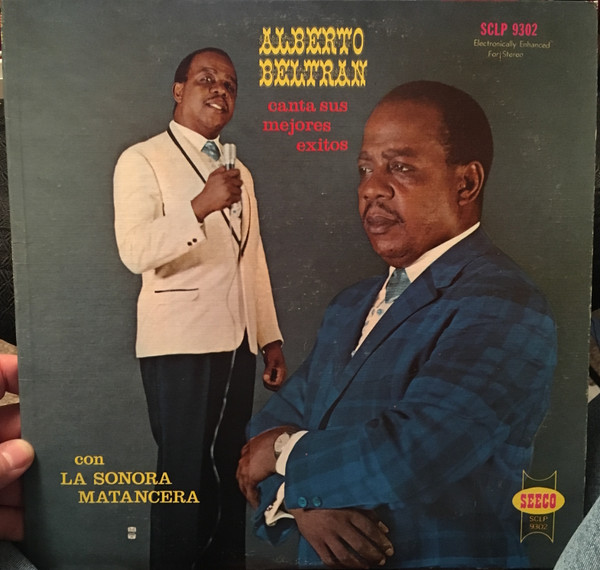 ALBERTO
BELTRAN
canta sus
mejores
exitos
SCLP 9302
Electronically Enhanced
For Stereo
con
LA SONORA
MATANCERA
SEECO
SCLP
9302